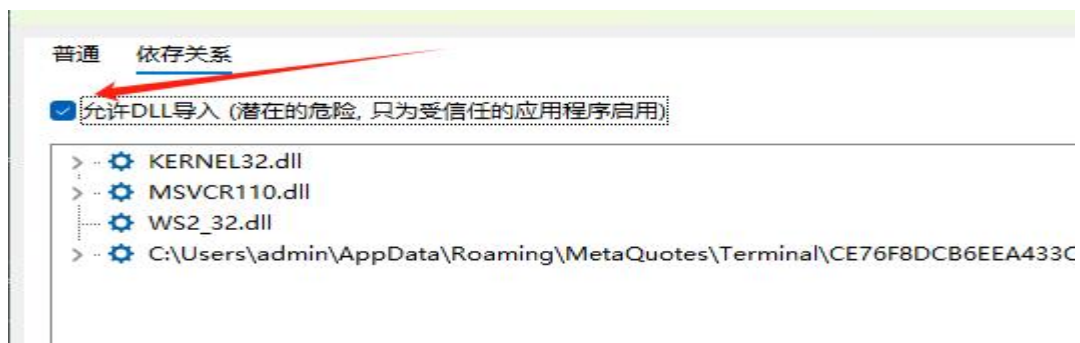 普通 依存关系
允许DLL导入 (潜在的危险, 只为受信任的应用程序启用)
KERNEL32.dll
MSVCR110.dll
WS2_32.dll
C:\Users\admin\AppData\Roaming\MetaQuotes\Terminal\CE76F8DCB6EEA433C